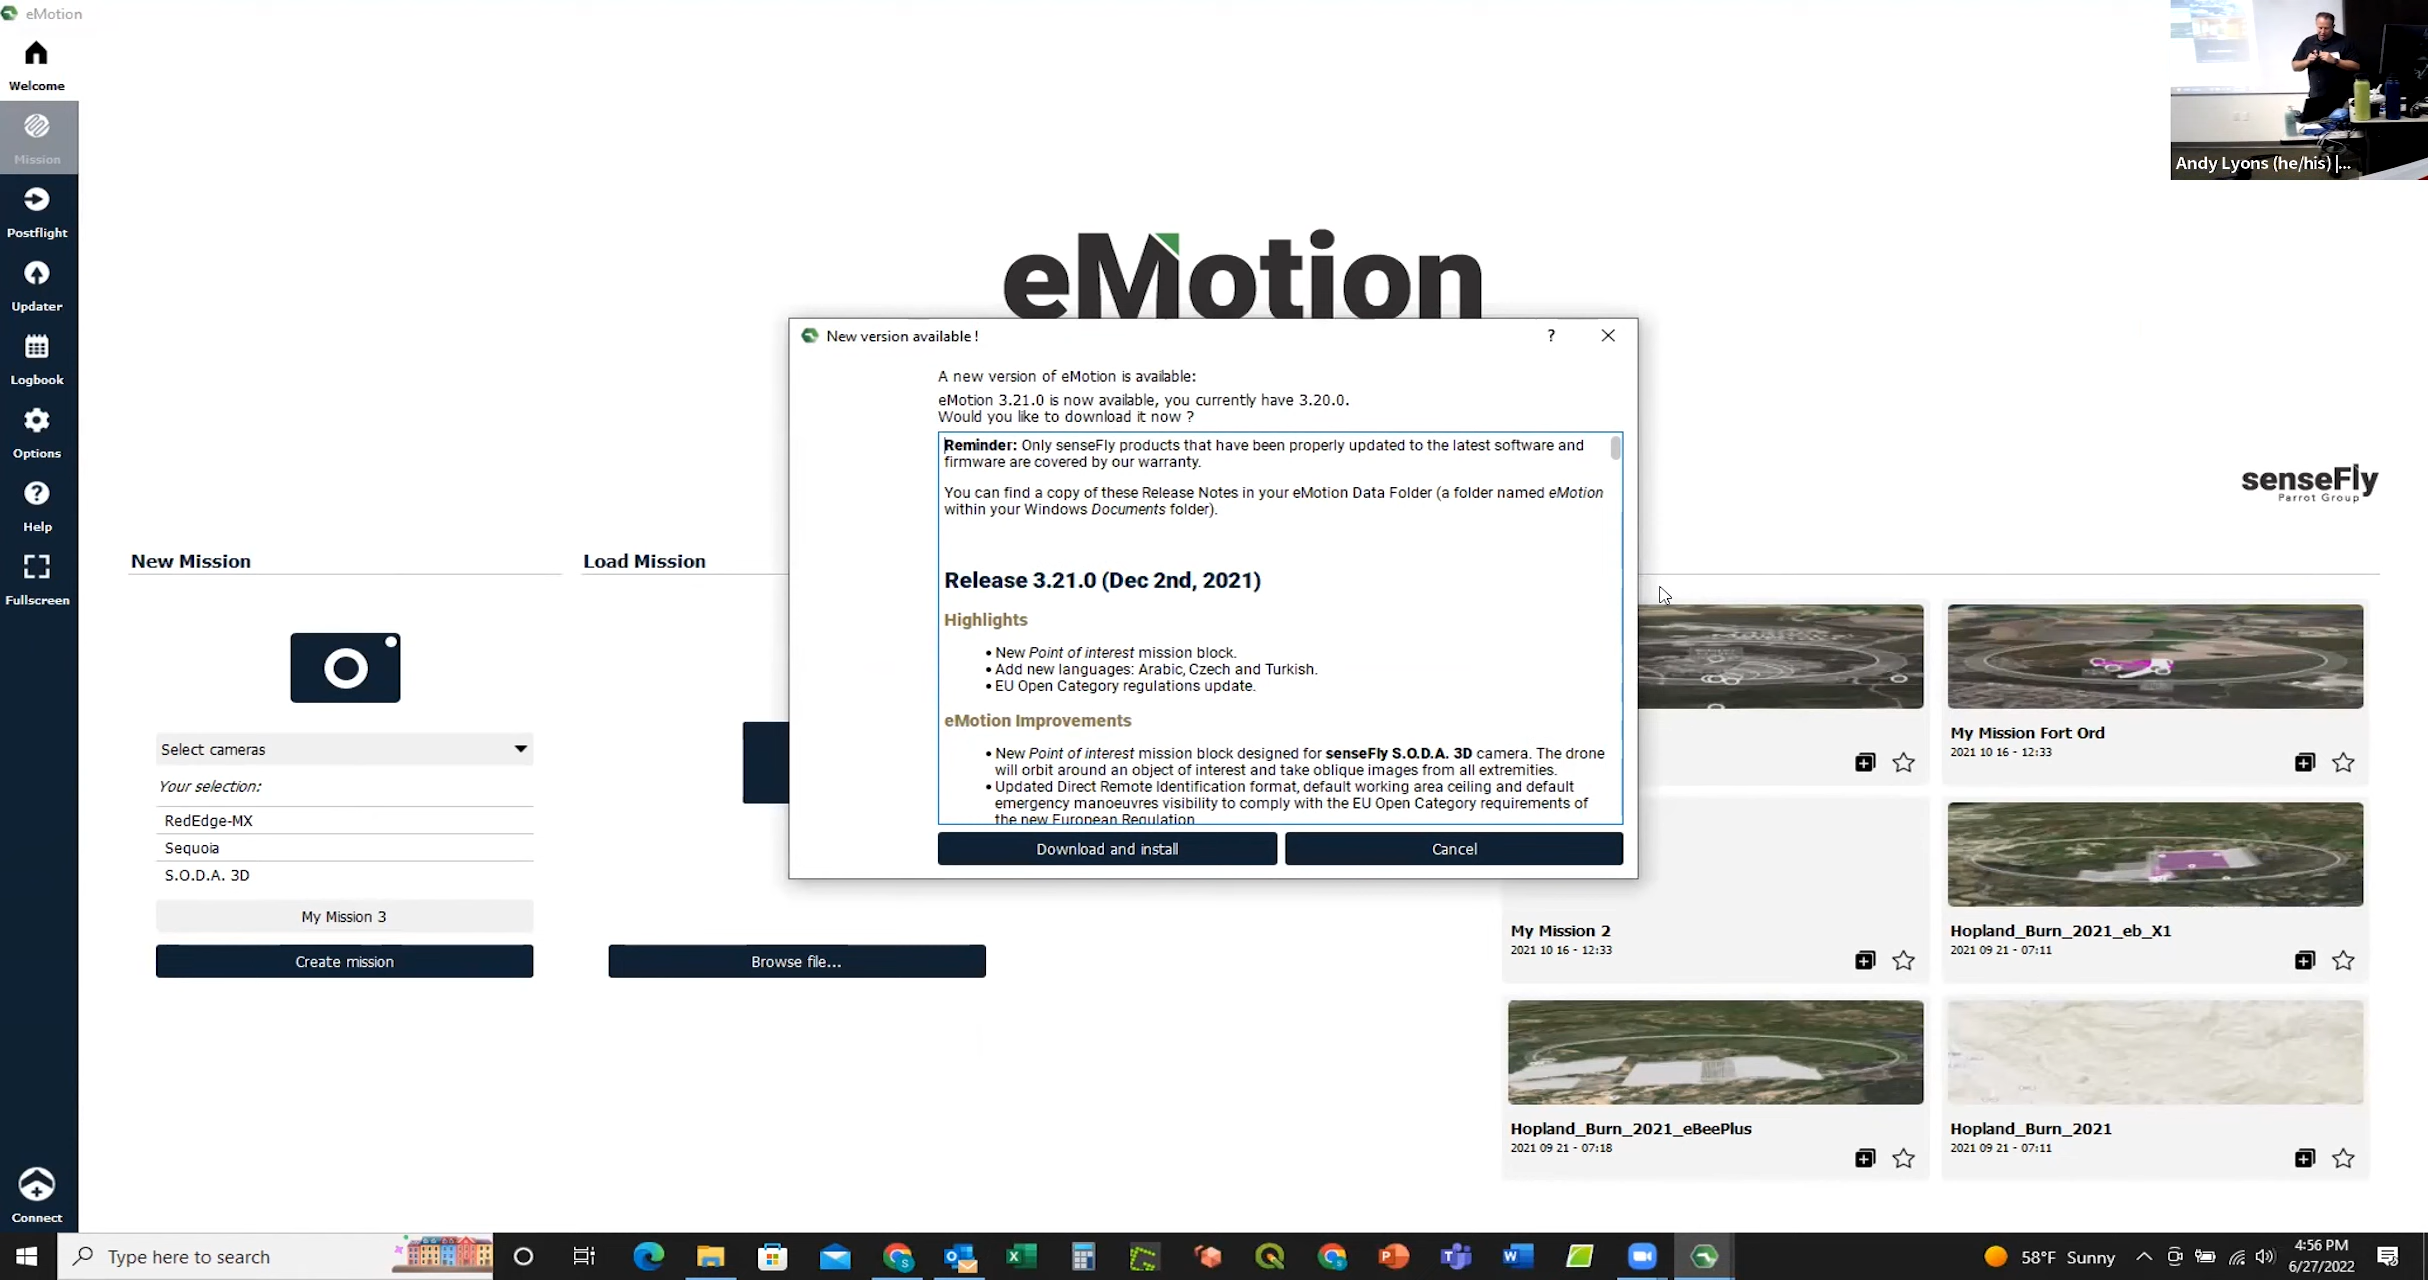 eMotion
Welcome
Mission
Postflight
Updater
Logbook
Options
Help
Fullscreen
Connect
Andy Lyons (he/his) |...
eMotion
senseFly
Parrot Group
New version available !
?
A new version of eMotion is available:
eMotion 3.21.0 is now available, you currently have 3.20.0.
Would you like to download it now ?
Reminder: Only senseFly products that have been properly updated to the latest software and
firmware are covered by our warranty.
You can find a copy of these Release Notes in your eMotion Data Folder (a folder named eMotion
within your Windows Documents folder).
Release 3.21.0 (Dec 2nd, 2021)
Highlights
• New Point of interest mission block.
• Add new languages: Arabic, Czech and Turkish.
• EU Open Category regulations update.
eMotion Improvements
• New Point of interest mission block designed for senseFly S.O.D.A. 3D camera. The drone
will orbit around an object of interest and take oblique images from all extremities.
• Updated Direct Remote Identification format, default working area ceiling and default
emergency manoeuvres visibility to comply with the EU Open Category requirements of
the new European Regulation
Download and install
Cancel
New Mission
Select cameras
Your selection:
RedEdge-MX
Sequoia
S.O.D.A. 3D
My Mission 3
Create mission
Load Mission
Browse file...
My Mission Fort Ord
2021 10 16 - 12:33
My Mission 2
2021 10 16 - 12:33
Hopland_Burn_2021_eb_X1
2021 09 21 - 07:11
Hopland_Burn_2021_eBeePlus
2021 09 21 - 07:18
Hopland_Burn_2021
2021 09 21 - 07:11
Type here to search
58°F Sunny
4:56 PM
6/27/2022